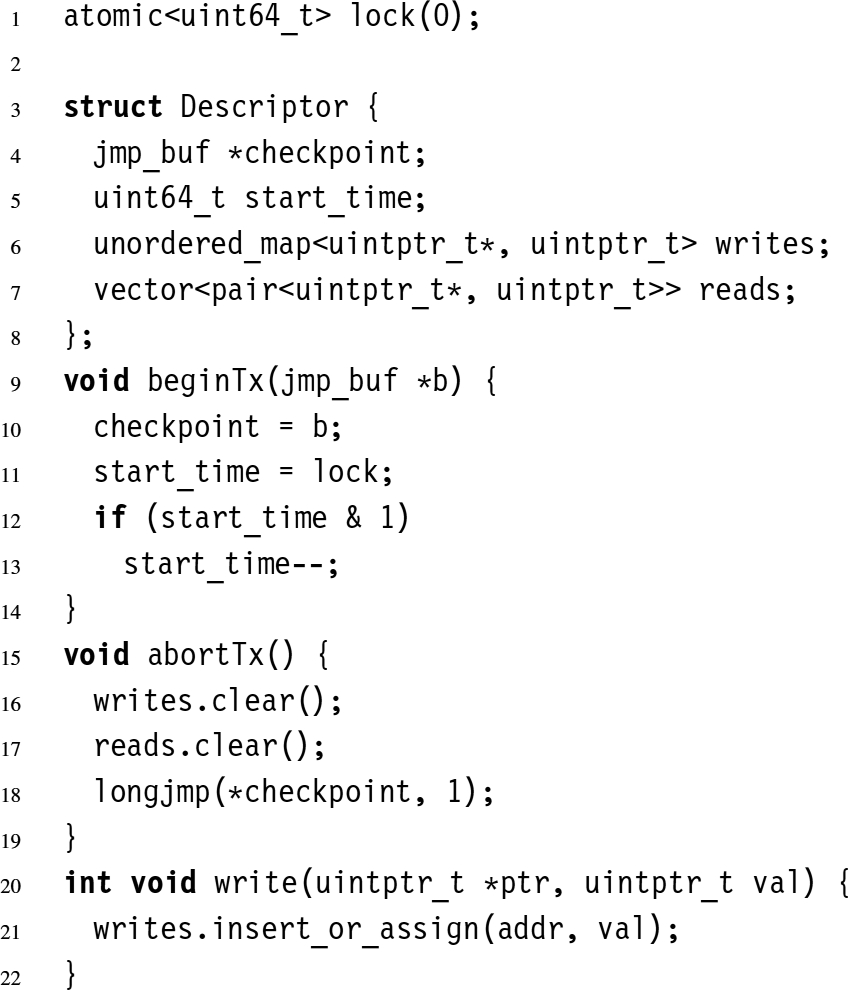 1 atomic<uint64_t> lock(0);
2
3 struct Descriptor {
4 jmp_buf *checkpoint;
5 uint64_t start_time;
6 unordered_map<uintptr_t*, uintptr_t> writes;
7 vector<pair<uintptr_t*, uintptr_t>> reads;
8 };
9 void beginTx(jmp_buf *b) {
10 checkpoint = b;
11 start_time = lock;
12 if (start_time & 1)
13 start_time--;
14 }
15 void abortTx() {
16 writes.clear();
17 reads.clear();
18 longjmp(*checkpoint, 1);
19 }
20 int void write(uintptr_t *ptr, uintptr_t val) {
21 writes.insert_or_assign(addr, val);
22 }